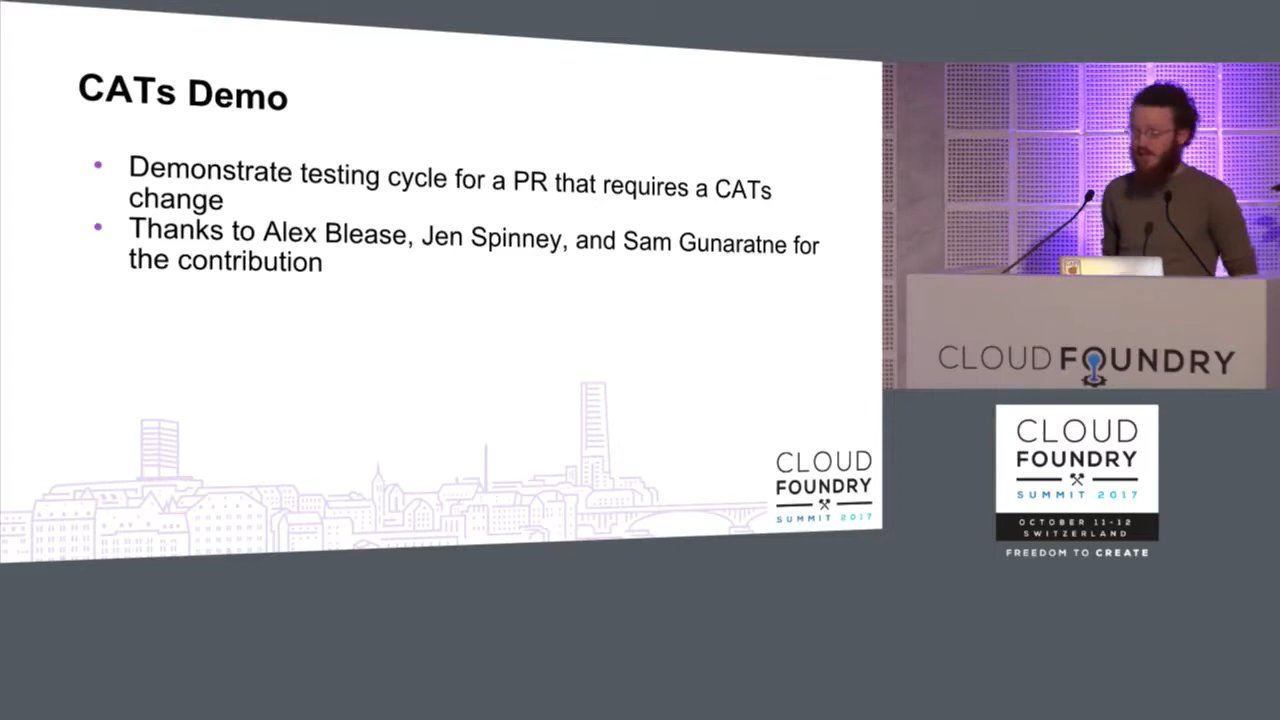 CATs Demo
• Demonstrate testing cycle for a PR that requires a CATs
change
• Thanks to Alex Blease, Jen Spinney, and Sam Gunaratne for
the contribution
CLOUD
FOUNDRY
SUMMIT 2017
CLOUD FOUNDRY
CLOUD
FOUNDRY
SUMMIT 2017
OCTOBER 11-12
SWITZERLAND
FREEDOM TO CREATE